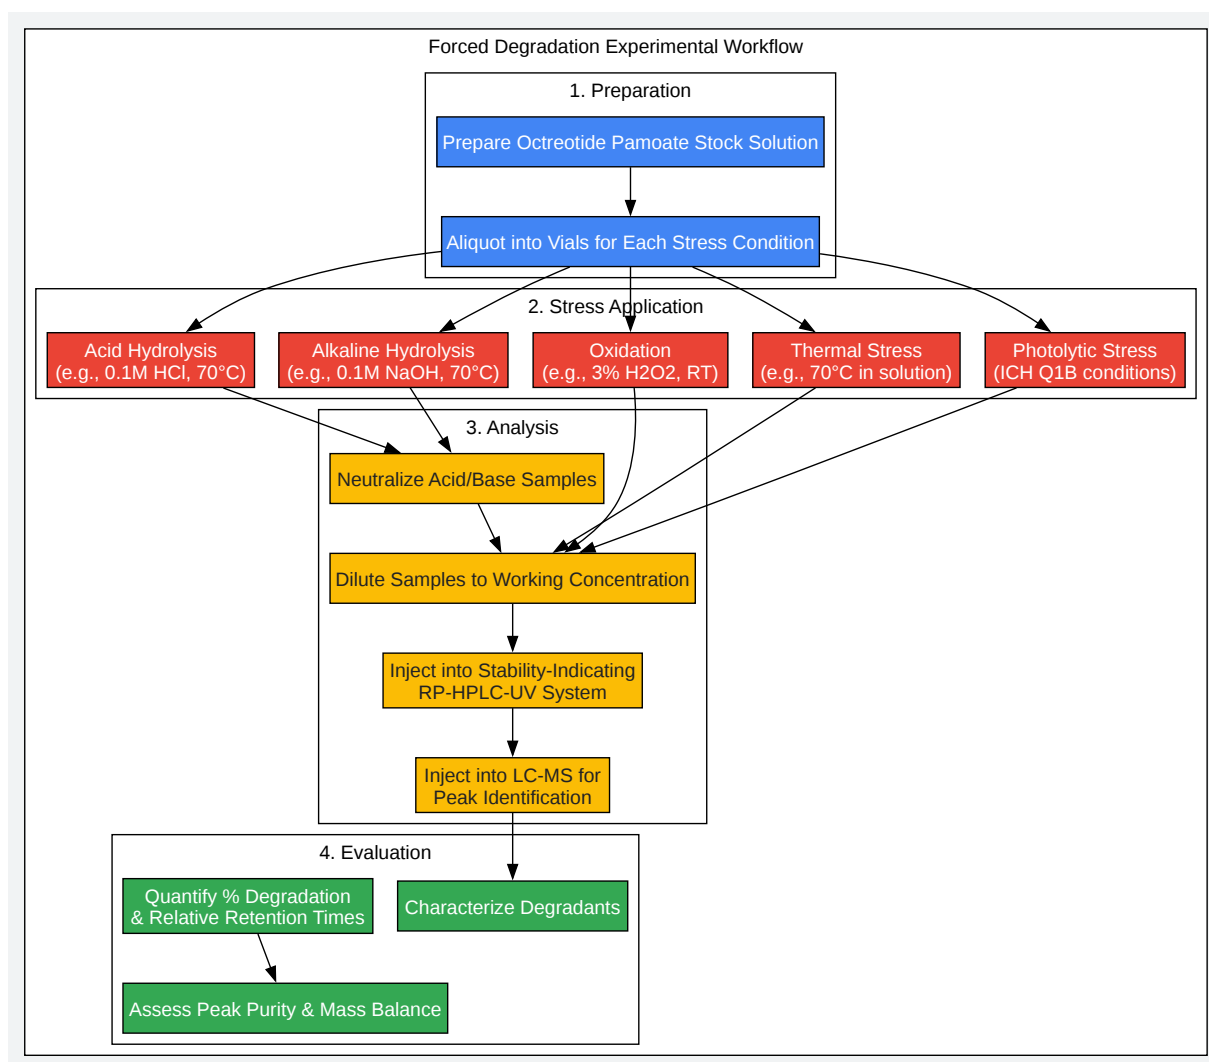 Forced Degradation Experimental Workflow
1. Preparation
Prepare Octreotide Pamoate Stock Solution
Aliquot into Vials for Each Stress Condition
2. Stress Application
Acid Hydrolysis
(e.g., 0.1M HCl, 70°C)
Alkaline Hydrolysis
(e.g., 0.1M NaOH, 70°C)
Oxidation
(e.g., 3% H2O2, RT)
Thermal Stress
(e.g., 70°C in solution)
Photolytic Stress
(ICH Q1B conditions)
3. Analysis
Neutralize Acid/Base Samples
Dilute Samples to Working Concentration
Inject into Stability-Indicating
RP-HPLC-UV System
Inject into LC-MS for
Peak Identification
4. Evaluation
Quantify % Degradation
& Relative Retention Times
Characterize Degradants
Assess Peak Purity & Mass Balance